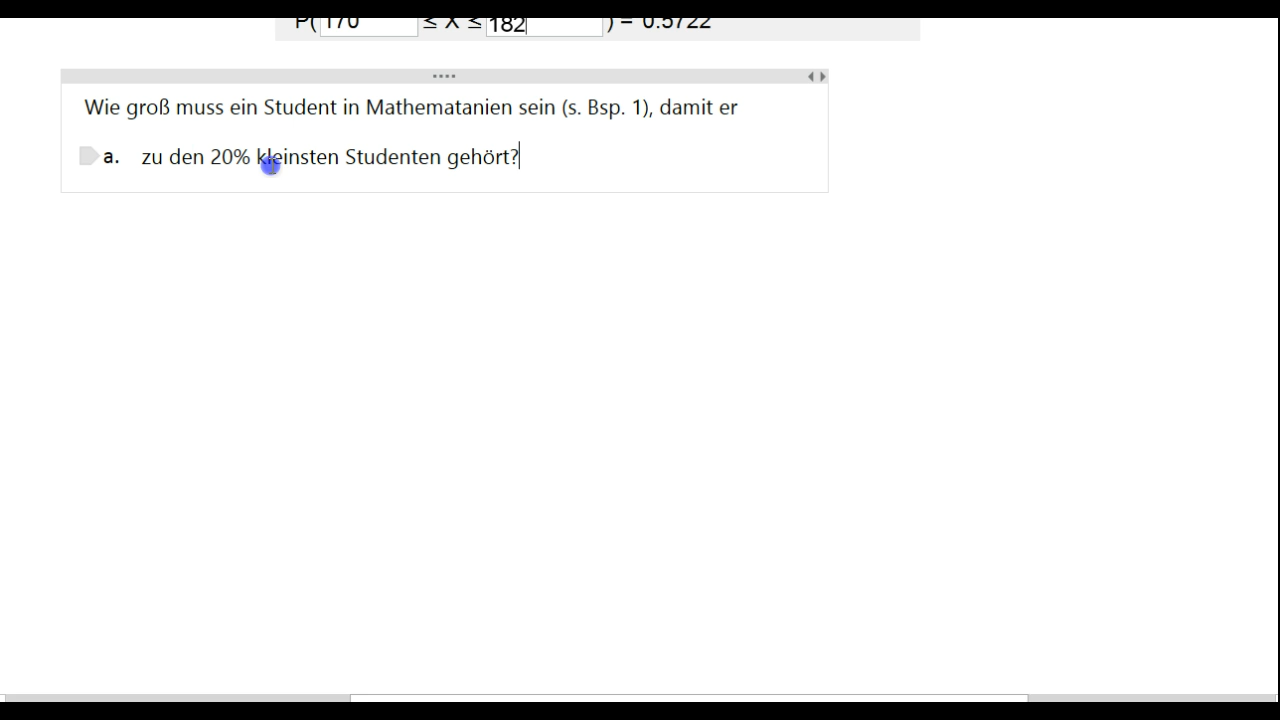 P( 170 ≤ X ≤ 182 ) = 0.5722
Wie groß muss ein Student in Mathematanien sein (s. Bsp. 1), damit er
a. zu den 20% kleinsten Studenten gehört?